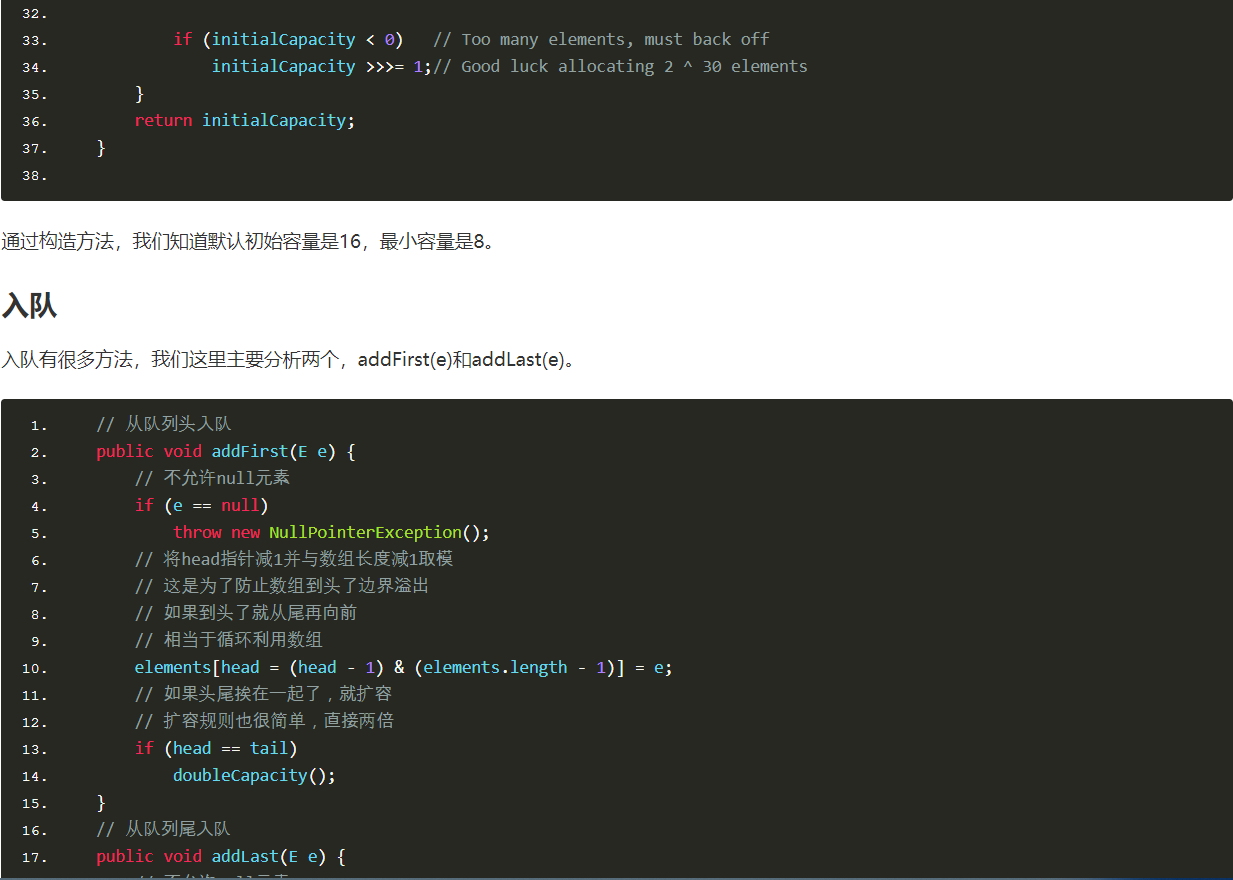 32.
33.             if (initialCapacity < 0)   // Too many elements, must back off
34.                 initialCapacity >>>= 1;// Good luck allocating 2 ^ 30 elements
35.         }
36.         return initialCapacity;
37.     }
38.
通过构造方法，我们知道默认初始容量是16，最小容量是8。
入队
入队有很多方法，我们这里主要分析两个，addFirst(e)和addLast(e)。
1.     // 从队列头入队
2.     public void addFirst(E e) {
3.         // 不允许null元素
4.         if (e == null)
5.             throw new NullPointerException();
6.         // 将head指针减1并与数组长度减1取模
7.         // 这是为了防止数组到头了边界溢出
8.         // 如果到头了就从尾再向前
9.         // 相当于循环利用数组
10.         elements[head = (head - 1) & (elements.length - 1)] = e;
11.         // 如果头尾挨在一起了，就扩容
12.         // 扩容规则也很简单，直接两倍
13.         if (head == tail)
14.             doubleCapacity();
15.     }
16.     // 从队列尾入队
17.     public void addLast(E e) {